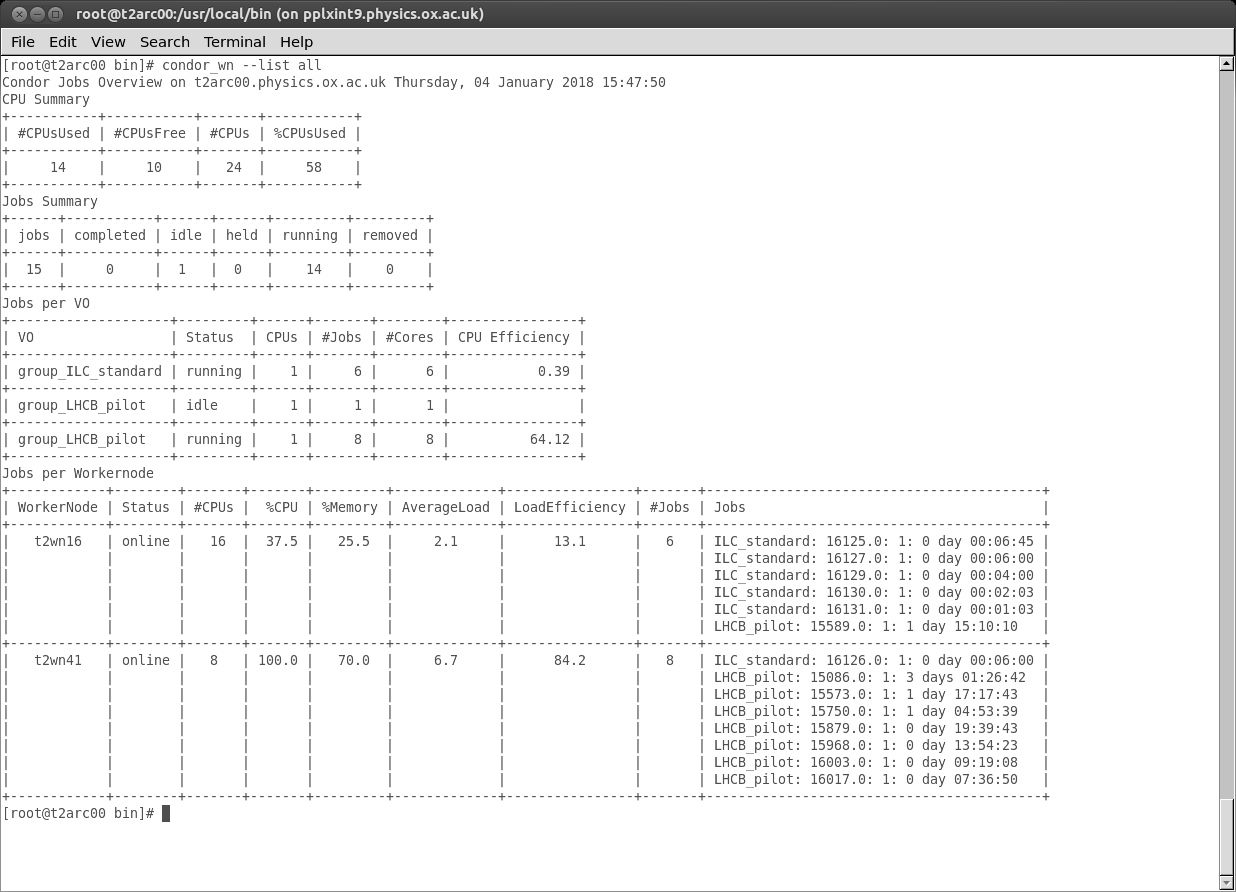 root@t2arc00:/usr/local/bin (on pplxint9.physics.ox.ac.uk)
File Edit View Search Terminal Help
[root@t2arc00 bin]# condor_wn --list all
Condor Jobs Overview on t2arc00.physics.ox.ac.uk Thursday, 04 January 2018 15:47:50
CPU Summary
+-----------+-----------+-------+-----------+
| #CPUsUsed | #CPUsFree | #CPUs | %CPUsUsed |
+-----------+-----------+-------+-----------+
|     14    |     10    |  24   |     58    |
+-----------+-----------+-------+-----------+
Jobs Summary
+------+-----------+------+------+---------+---------+
| jobs | completed | idle | held | running | removed |
+------+-----------+------+------+---------+---------+
|  15  |     0     |  1   |  0   |    14   |    0    |
+------+-----------+------+------+---------+---------+
Jobs per VO
+--------------------+---------+------+-------+--------+----------------+
| VO                 | Status  | CPUs | #Jobs | #Cores | CPU Efficiency |
+--------------------+---------+------+-------+--------+----------------+
| group_ILC_standard | running |    1 |     6 |      6 |           0.39 |
+--------------------+---------+------+-------+--------+----------------+
| group_LHCB_pilot   | idle    |    1 |     1 |      1 |                |
+--------------------+---------+------+-------+--------+----------------+
| group_LHCB_pilot   | running |    1 |     8 |      8 |          64.12 |
+--------------------+---------+------+-------+--------+----------------+
Jobs per Workernode
+------------+--------+-------+-------+---------+-------------+----------------+-------+------------------------------------------+
| WorkerNode | Status | #CPUs |  %CPU | %Memory | AverageLoad | LoadEfficiency | #Jobs | Jobs                                     |
+------------+--------+-------+-------+---------+-------------+----------------+-------+------------------------------------------+
|   t2wn16   | online |   16  |  37.5 |   25.5  |     2.1     |      13.1      |   6   | ILC_standard: 16125.0: 1: 0 day 00:06:45 |
|            |        |       |       |         |             |                |       | ILC_standard: 16127.0: 1: 0 day 00:06:00 |
|            |        |       |       |         |             |                |       | ILC_standard: 16129.0: 1: 0 day 00:04:00 |
|            |        |       |       |         |             |                |       | ILC_standard: 16130.0: 1: 0 day 00:02:03 |
|            |        |       |       |         |             |                |       | ILC_standard: 16131.0: 1: 0 day 00:01:03 |
|            |        |       |       |         |             |                |       | LHCB_pilot: 15589.0: 1: 1 day 15:10:10   |
+------------+--------+-------+-------+---------+-------------+----------------+-------+------------------------------------------+
|   t2wn41   | online |   8   | 100.0 |   70.0  |     6.7     |      84.2      |   8   | ILC_standard: 16126.0: 1: 0 day 00:06:00 |
|            |        |       |       |         |             |                |       | LHCB_pilot: 15086.0: 1: 3 days 01:26:42  |
|            |        |       |       |         |             |                |       | LHCB_pilot: 15573.0: 1: 1 day 17:17:43   |
|            |        |       |       |         |             |                |       | LHCB_pilot: 15750.0: 1: 1 day 04:53:39   |
|            |        |       |       |         |             |                |       | LHCB_pilot: 15879.0: 1: 0 day 19:39:43   |
|            |        |       |       |         |             |                |       | LHCB_pilot: 15968.0: 1: 0 day 13:54:23   |
|            |        |       |       |         |             |                |       | LHCB_pilot: 16003.0: 1: 0 day 09:19:08   |
|            |        |       |       |         |             |                |       | LHCB_pilot: 16017.0: 1: 0 day 07:36:50   |
+------------+--------+-------+-------+---------+-------------+----------------+-------+------------------------------------------+
[root@t2arc00 bin]#